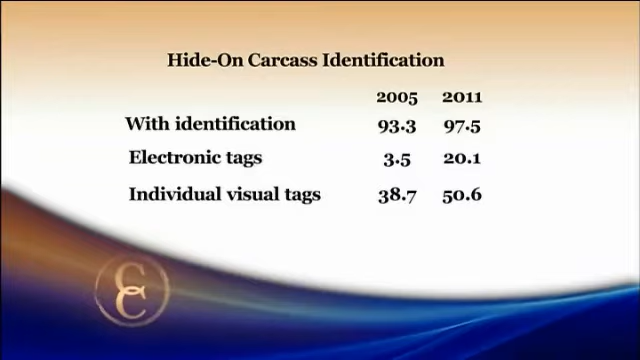 Hide-On Carcass Identification
2005 2011
With identification 93.3 97.5
Electronic tags 3.5 20.1
Individual visual tags 38.7 50.6
CC